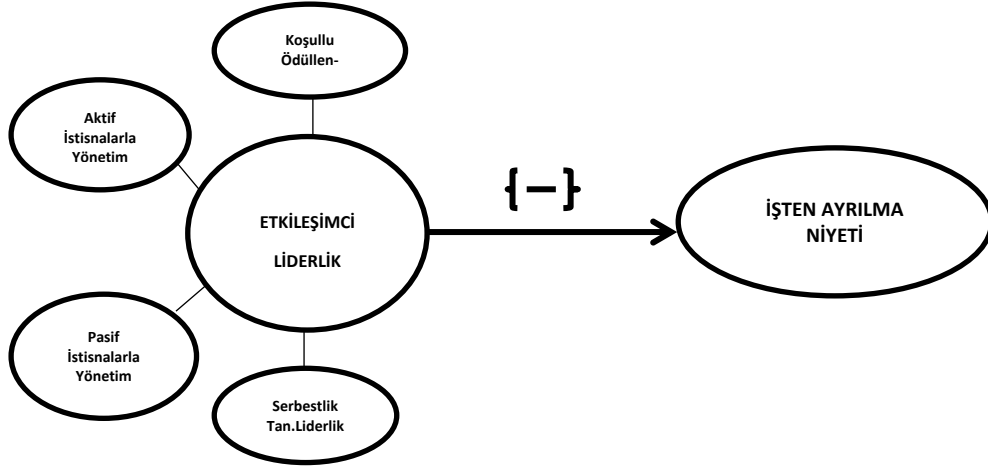 Koşullu
Ödüllen-
Aktif
İstisnalarla
Yönetim
{—}
ETKİLEŞİMCİ
LİDERLİK
İŞTEN AYRILMA
NİYETİ
Pasif
İstisnalarla
Yönetim
Serbestlik
Tan.Liderlik